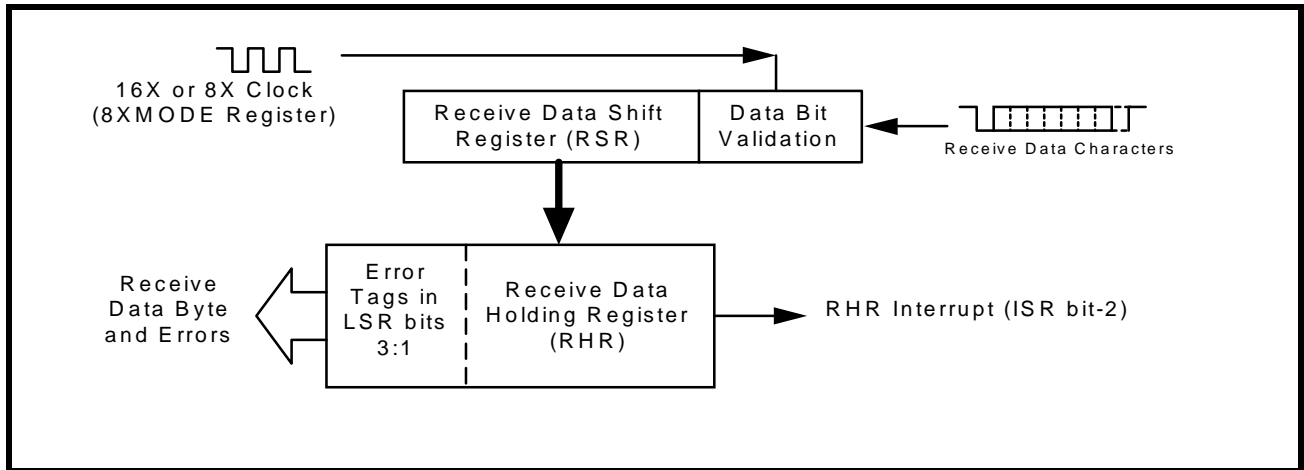 16X or 8X Clock
(8XMODE Register)
Receive Data Shift
Register (RSR)
Data Bit
Validation
Receive Data Characters
Receive
Data Byte
and Errors
Error
Tags in
LSR bits
3:1
Receive Data
Holding Register
(RHR)
RHR Interrupt (ISR bit-2)